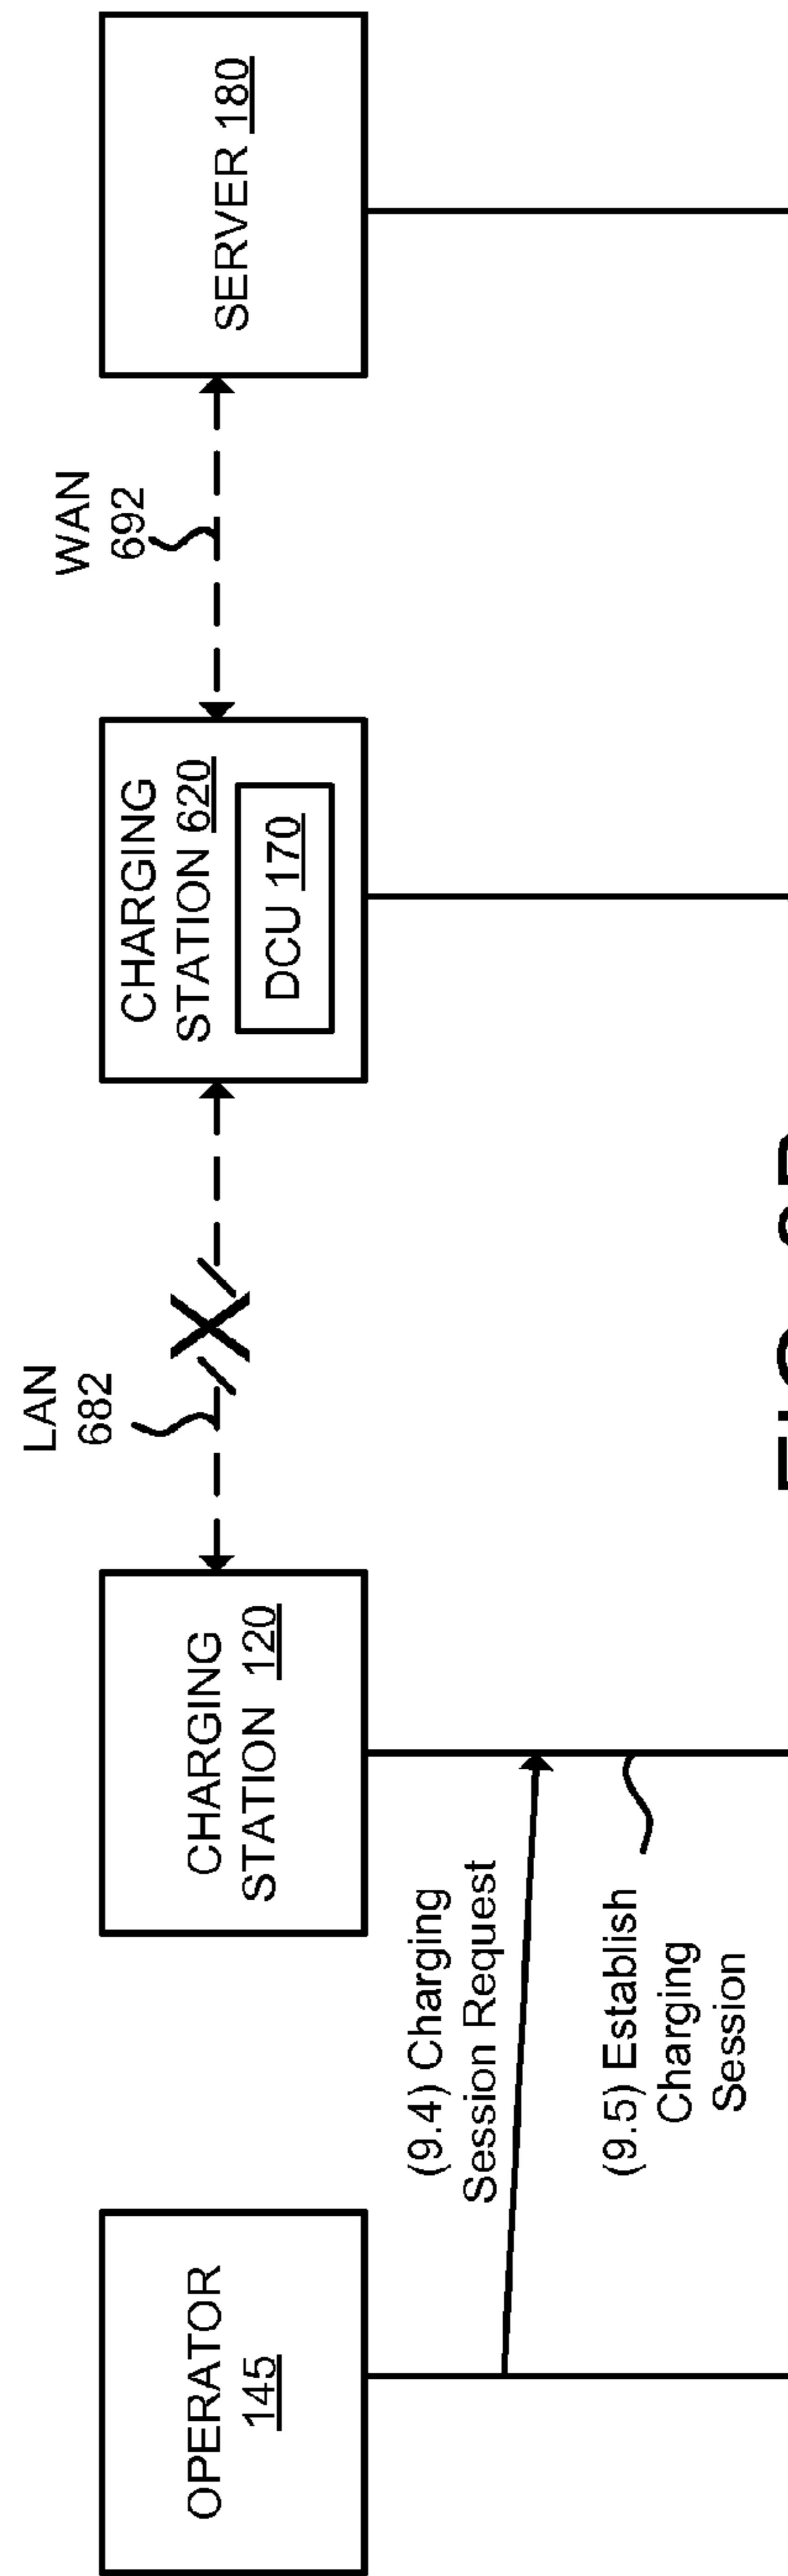 OPERATOR
145
CHARGING
STATION 120
LAN
682
X
CHARGING
STATION 620
DCU 170
WAN
692
SERVER 180
(9.4) Charging
Session Request
(9.5) Establish
Charging
Session